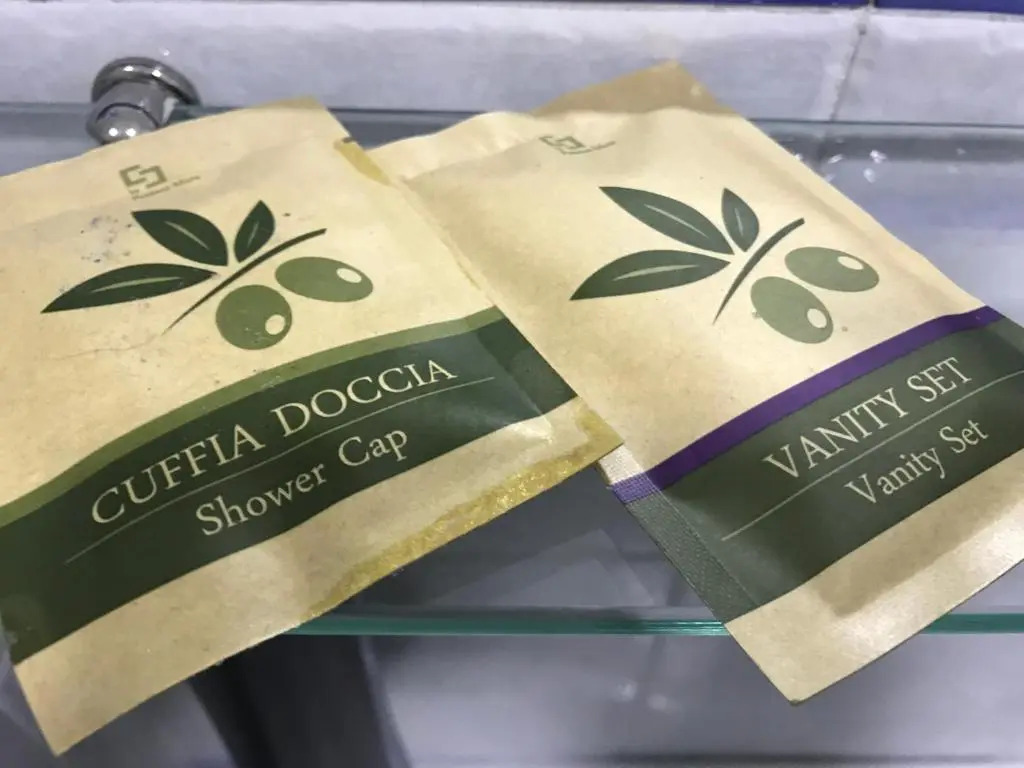 CUFFIA DOCCIA
Shower Cap
VANITY SET
Vanity Set